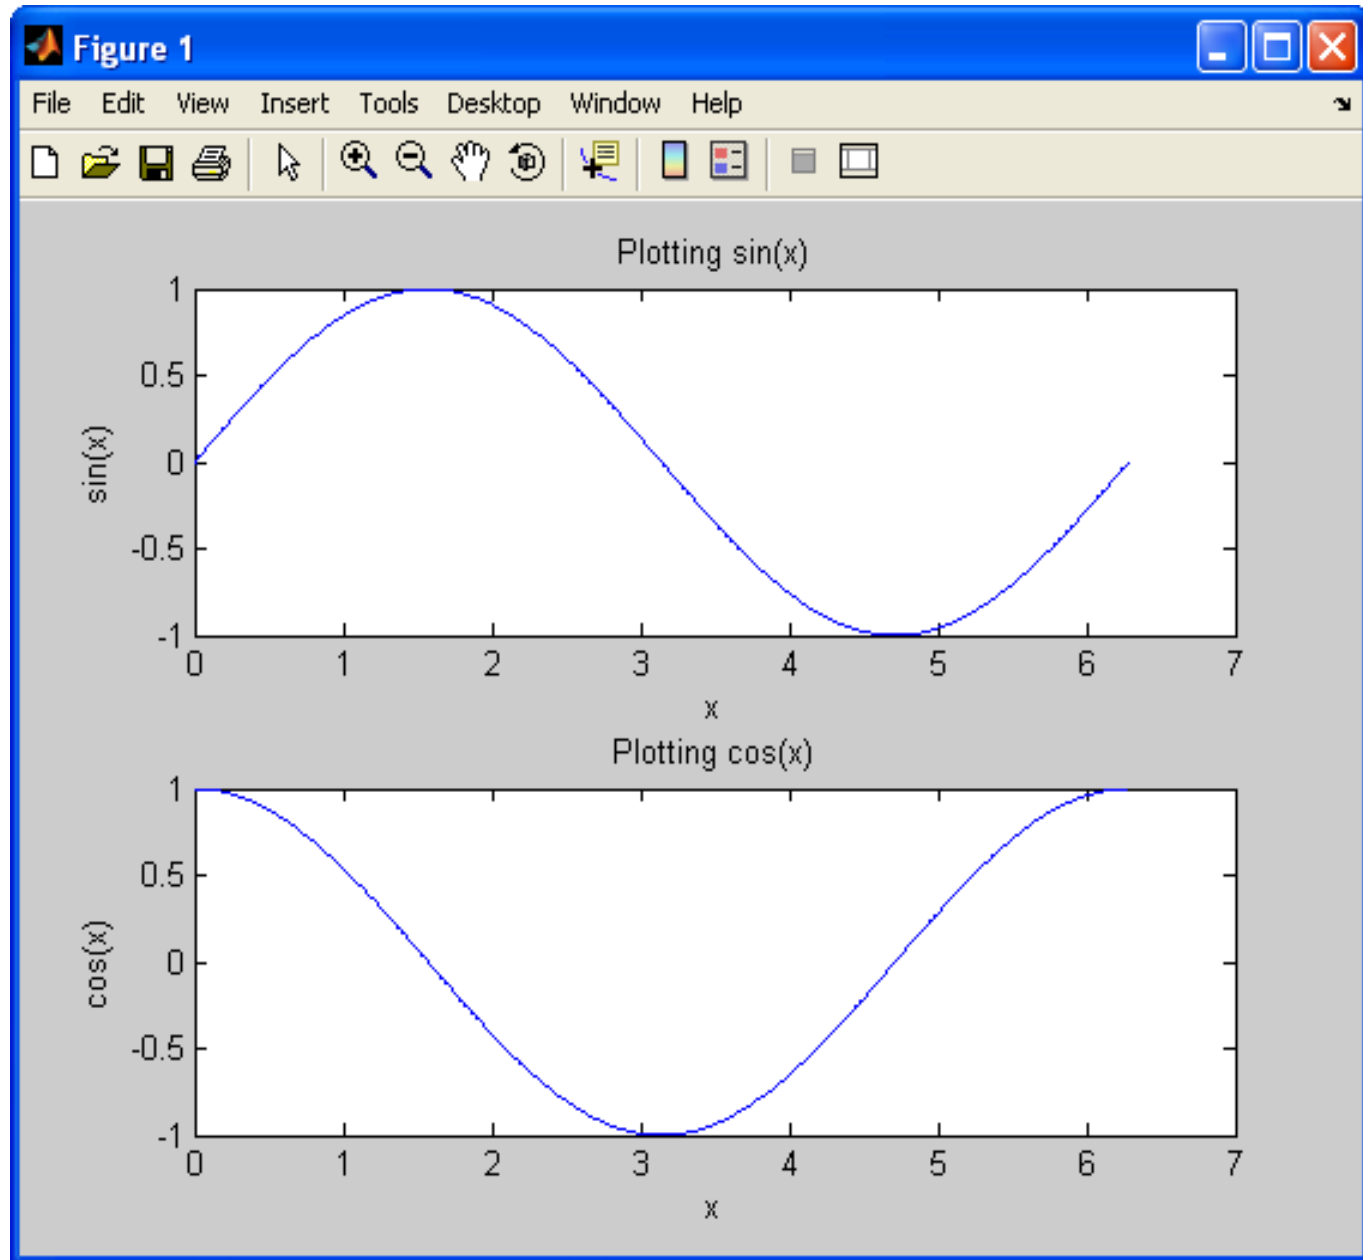 Figure 1
File Edit View Insert Tools Desktop Window Help
Plotting sin(x)
1
0.5
0
-0.5
-1
sin(x)
0 1 2 3 4 5 6 7
x
Plotting cos(x)
1
0.5
0
-0.5
-1
cos(x)
0 1 2 3 4 5 6 7
x